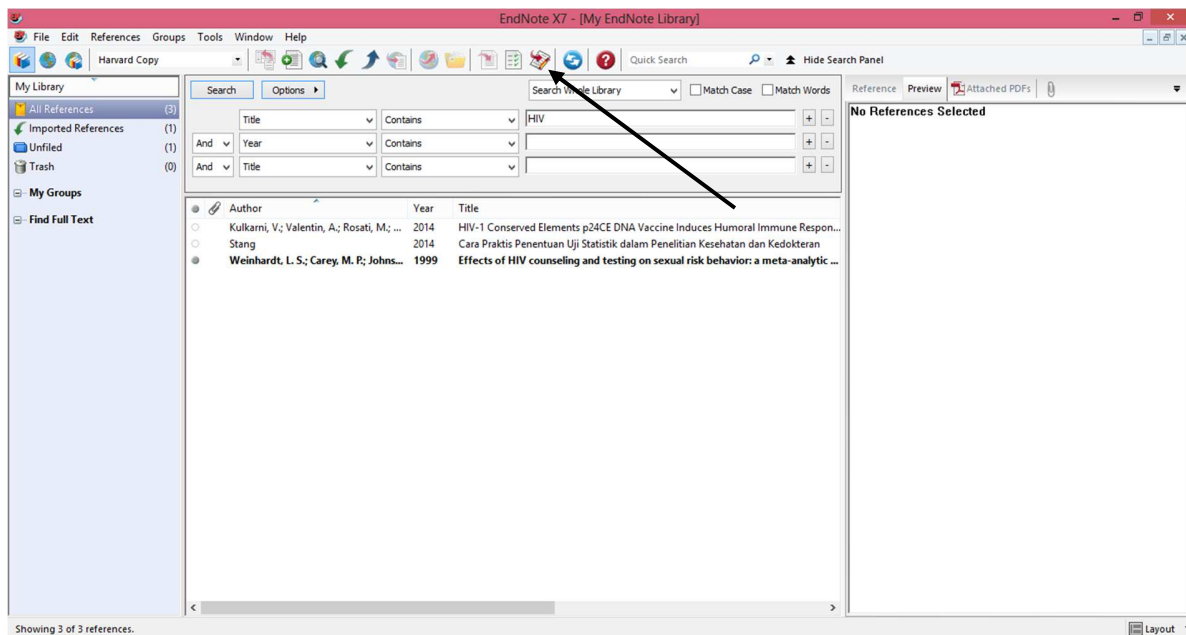 EndNote X7 - [My EndNote Library]
File Edit References Groups Tools Window Help
Harvard Copy Quick Search Hide Search Panel
My Library
All References (3)
Imported References (1)
Unfiled (1)
Trash (0)
My Groups
Find Full Text
Search Options Search Whole Library Match Case Match Words
Title Contains HIV + -
And Year Contains + -
And Title Contains + -
Author Year Title
Kulkarni, V.; Valentin, A.; Rosati, M.; ... 2014 HIV-1 Conserved Elements p24CE DNA Vaccine Induces Humoral Immune Respon...
Stang 2014 Cara Praktis Penentuan Uji Statistik dalam Penelitian Kesehatan dan Kedokteran
Weinhardt, L. S.; Carey, M. P.; Johns... 1999 Effects of HIV counseling and testing on sexual risk behavior: a meta-analytic ...
Reference Preview Attached PDFs
No References Selected
Showing 3 of 3 references.
Layout